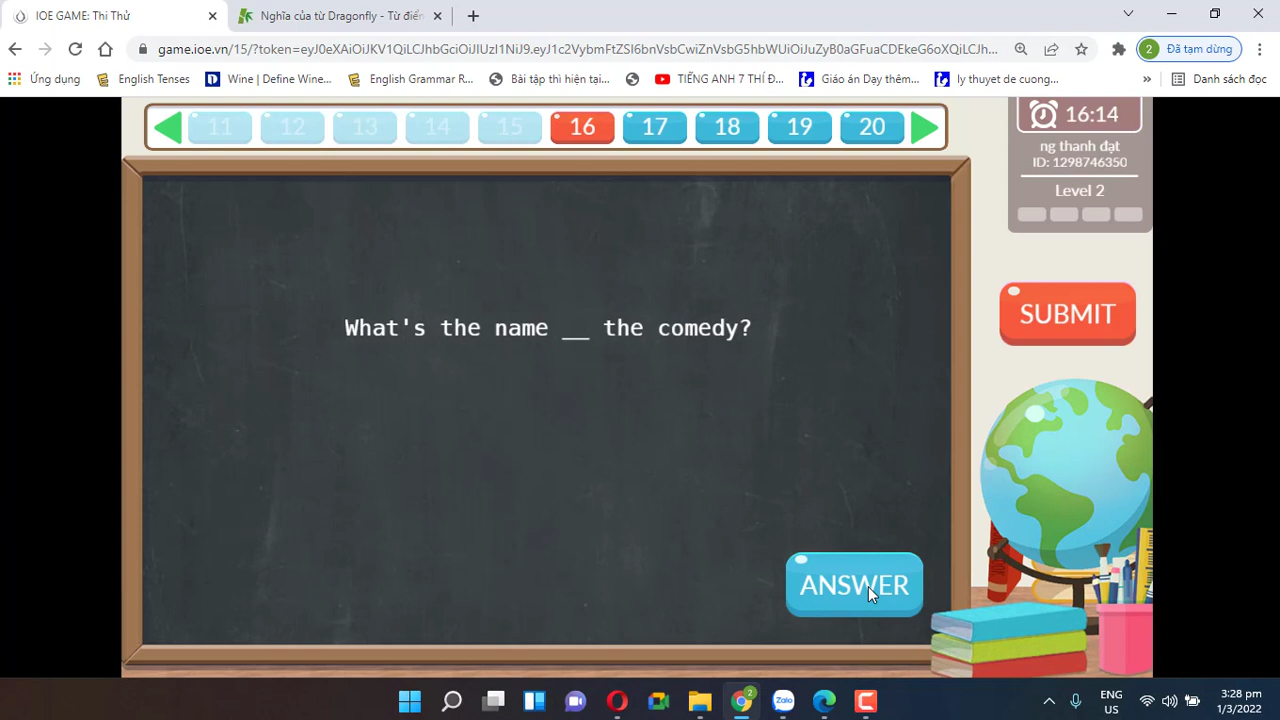 IOE GAME: Thi Thử
Nghĩa của từ Dragonfly - Từ điển
game.ioe.vn/15/?token=eyJ0eXAiOiJKV1QiLCJhbGciOiJIUzI1NiJ9.eyJ1c2VybmFtZSI6bnVsbCwiZnVsbG5hbWUiOiJuZyB0aGFuaCDEkeG6oXQiLCJh...
2
Đã tạm dừng
Ứng dụng
English Tenses
Wine | Define Wine...
English Grammar R...
Bài tập thì hiện tại...
TIẾNG ANH 7 THÍ Đ...
Giáo án Dạy thêm...
ly thuyet de cuong...
»
Danh sách đọc
11 12 13 14 15 16 17 18 19 20
16:14
ng thanh đạt
ID: 1298746350
Level 2
What's the name __ the comedy?
SUBMIT
ANSWER
2
Zalo
ENG
US
3:28 pm
1/3/2022